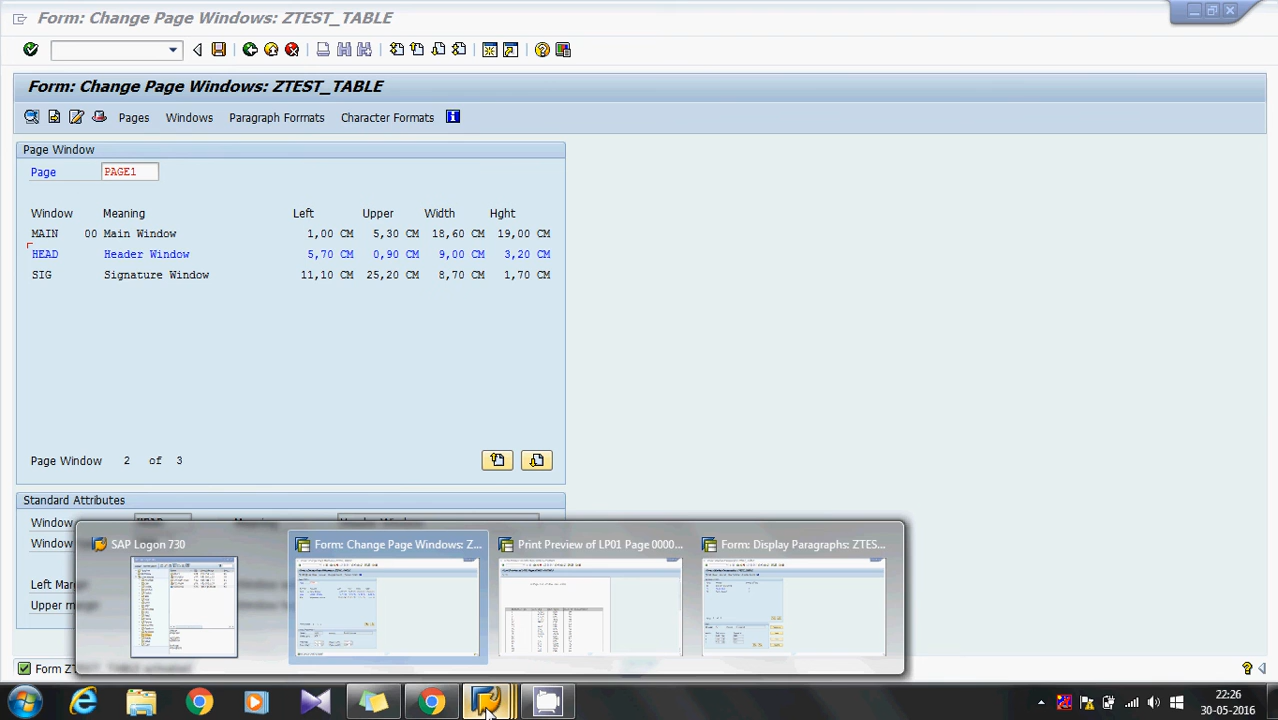 Form: Change Page Windows: ZTEST_TABLE
Form: Change Page Windows: ZTEST_TABLE
Pages Windows Paragraph Formats Character Formats
Page Window
Page PAGE1
Window Meaning Left Upper Width Hght
MAIN 00 Main Window 1,00 CM 5,30 CM 18,60 CM 19,00 CM
HEAD Header Window 5,70 CM 0,90 CM 9,00 CM 3,20 CM
SIG Signature Window 11,10 CM 25,20 CM 8,70 CM 1,70 CM
Page Window 2 of 3
Standard Attributes
Window
Window
Left Mar
Upper mar
SAP Logon 730
Form: Change Page Windows: Z...
Print Preview of LP01 Page 0000...
Form: Display Paragraphs: ZTES...
Form Z
22:26
30-05-2016